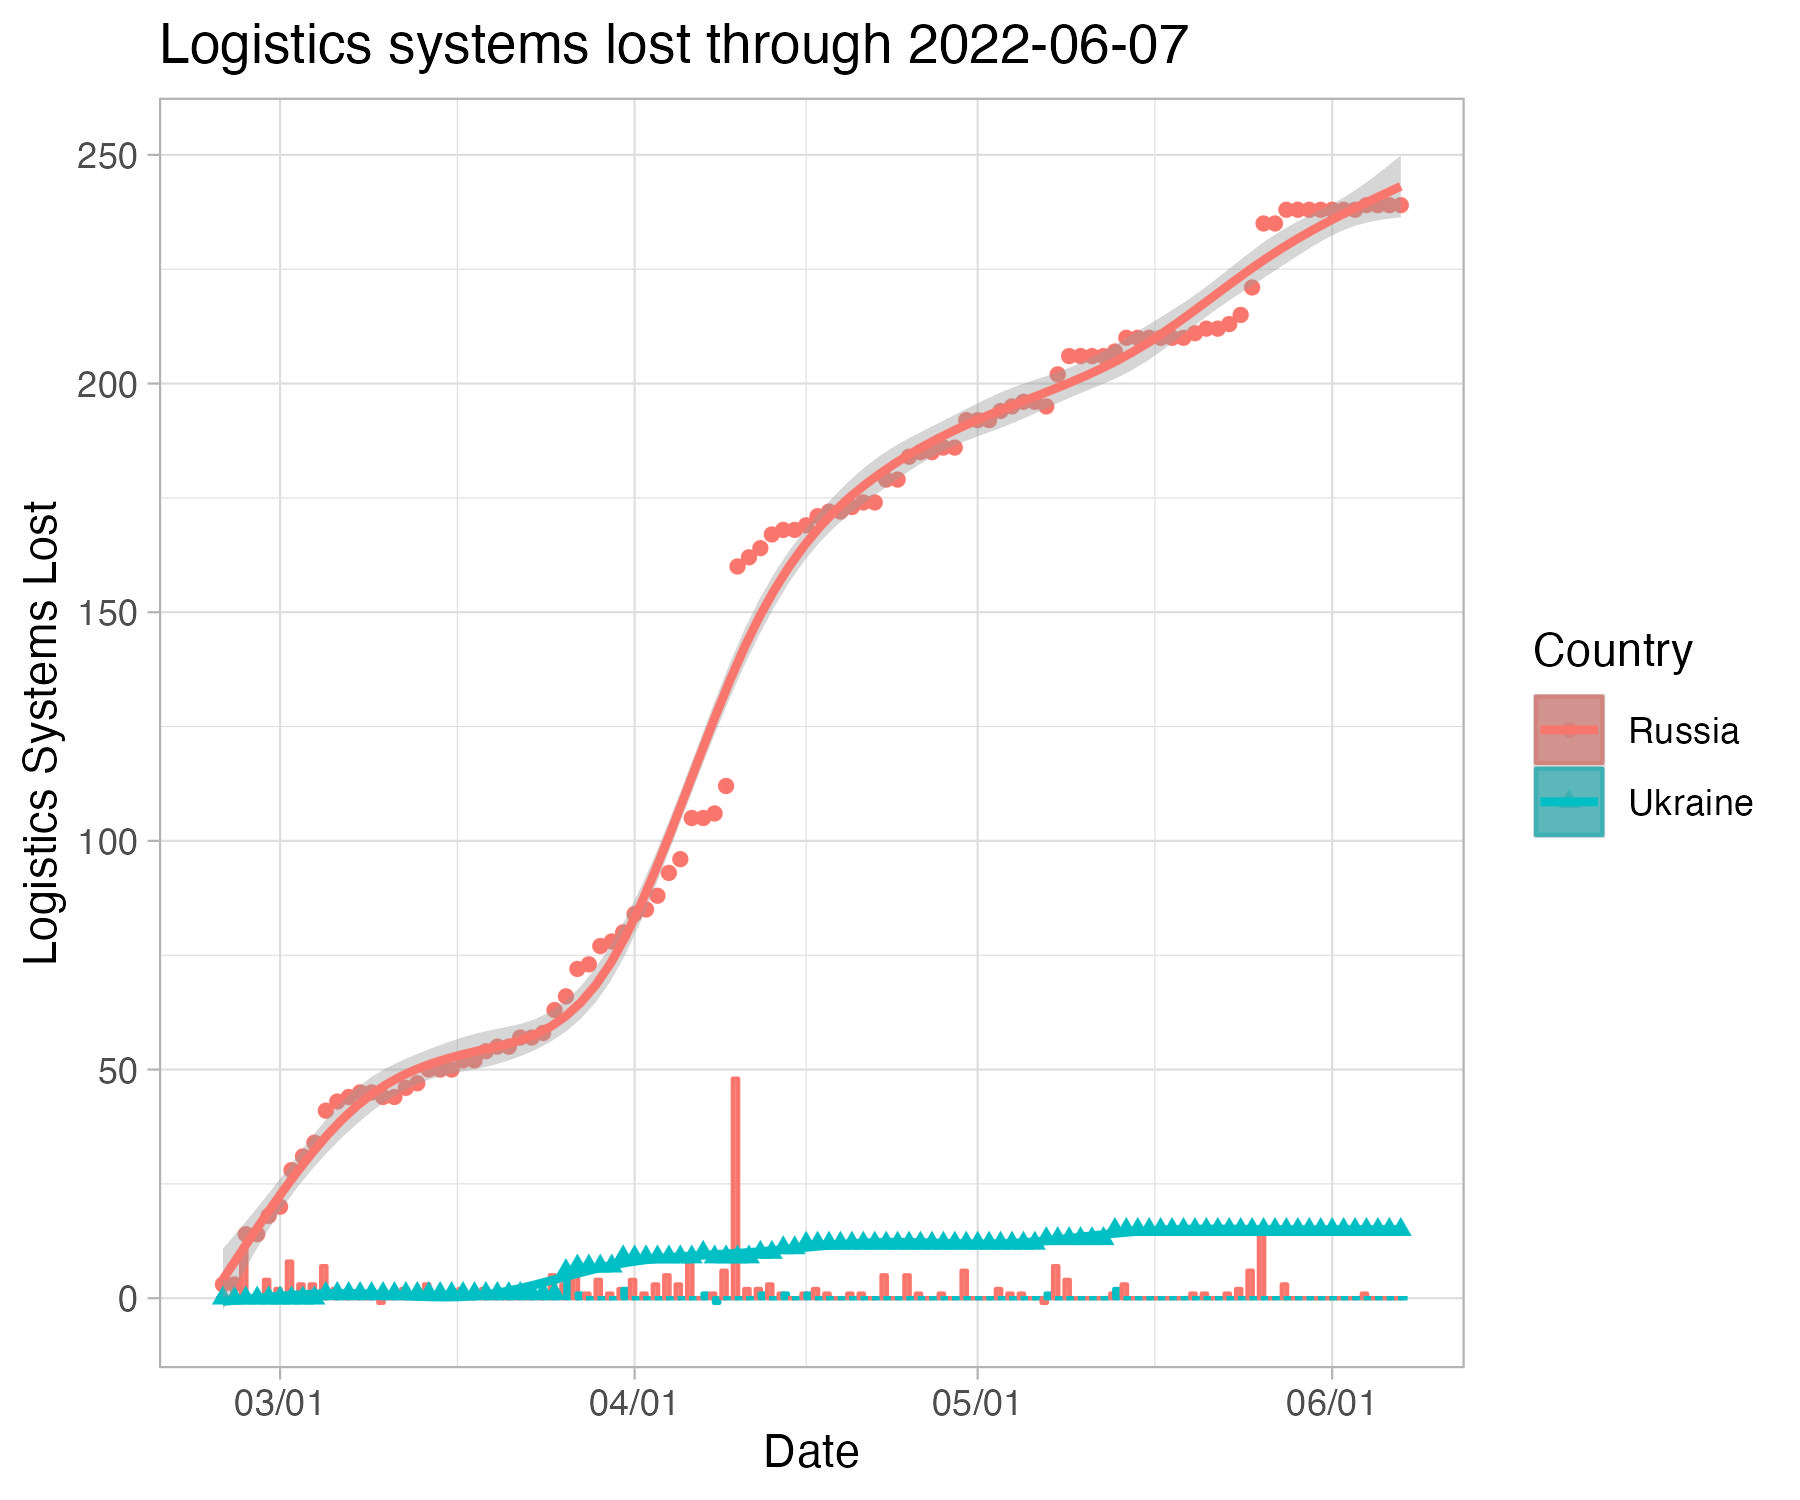 Logistics systems lost through 2022-06-07
250
200
150
100
50
0
Logistics Systems Lost
03/01
04/01
05/01
06/01
Date
Country
Russia
Ukraine